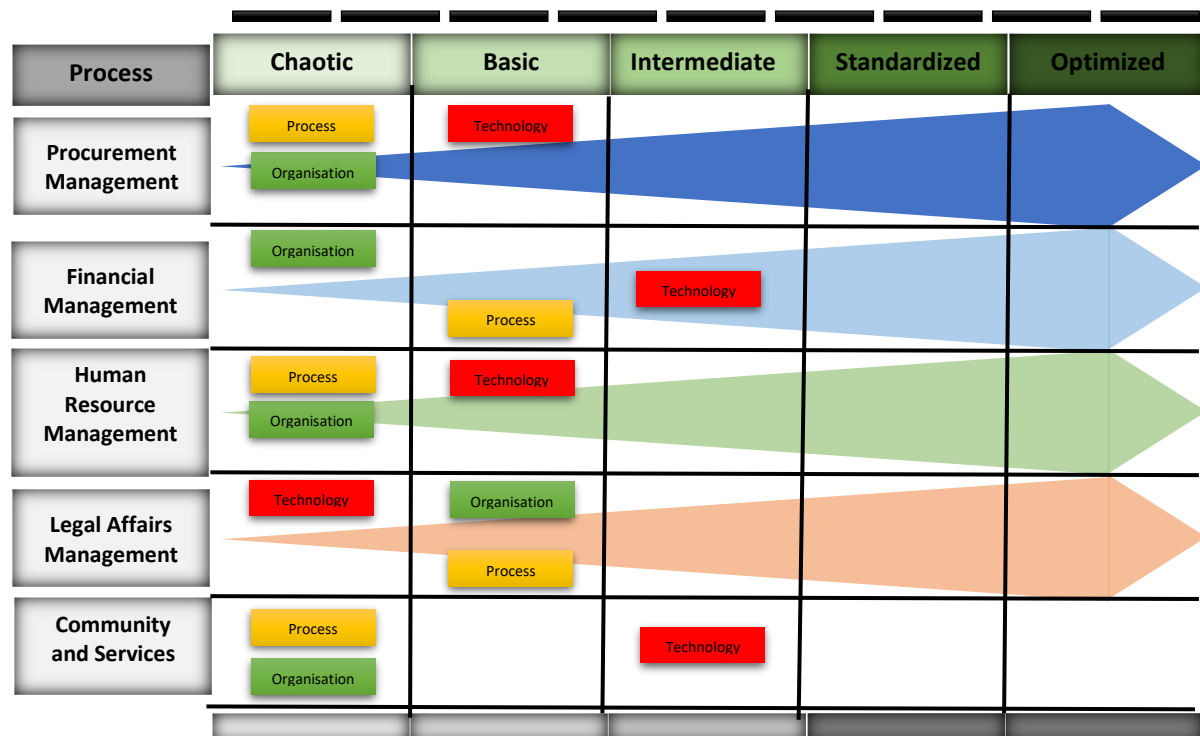 Process
Chaotic
Basic
Intermediate
Standardized
Optimized
Procurement
Management
Process
Organisation
Technology
Financial
Management
Organisation
Process
Technology
Human
Resource
Management
Process
Organisation
Technology
Legal Affairs
Management
Technology
Organisation
Process
Community
and Services
Process
Organisation
Technology